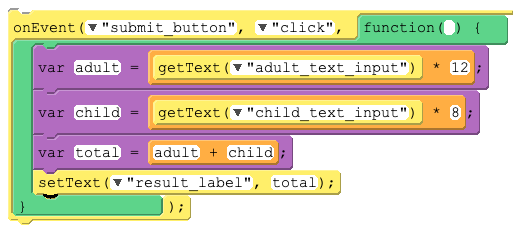 onEvent(▼"submit_button", ▼"click", function( ) {
var adult = getText(▼"adult_text_input") * 12;
var child = getText(▼"child_text_input") * 8;
var total = adult + child;
setText(▼"result_label", total);
} );